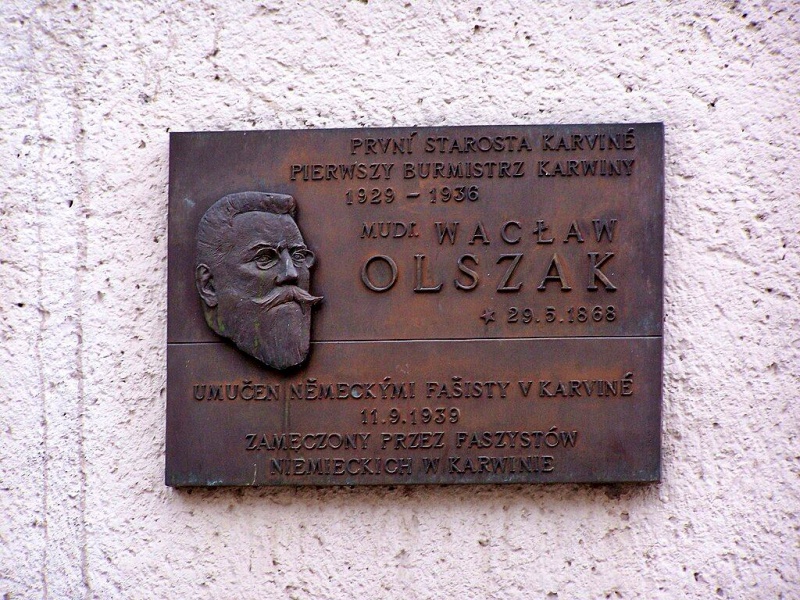 PRVNÍ STAROSTA KARVINÉ
PIERWSZY BURMISTRZ KARWINY
1929 – 1936
MUDR. WACŁAW
OLSZAK
* 29.5.1868
UMUČEN NĚMECKÝMI FAŠISTY V KARVINÉ
11.9.1939
ZAMECZONY PRZEZ FASZYSTÓW
NIEMIECKICH W KARWINIE